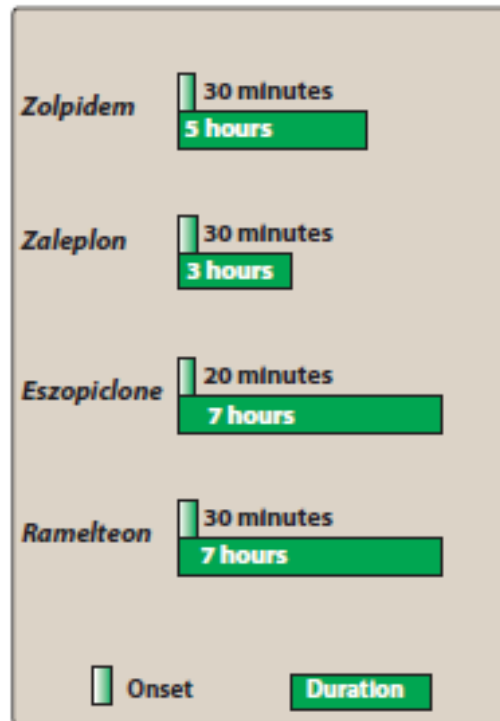 Zolpidem
30 minutes
5 hours
Zaleplon
30 minutes
3 hours
Eszopiclone
20 minutes
7 hours
Ramelteon
30 minutes
7 hours
Onset
Duration